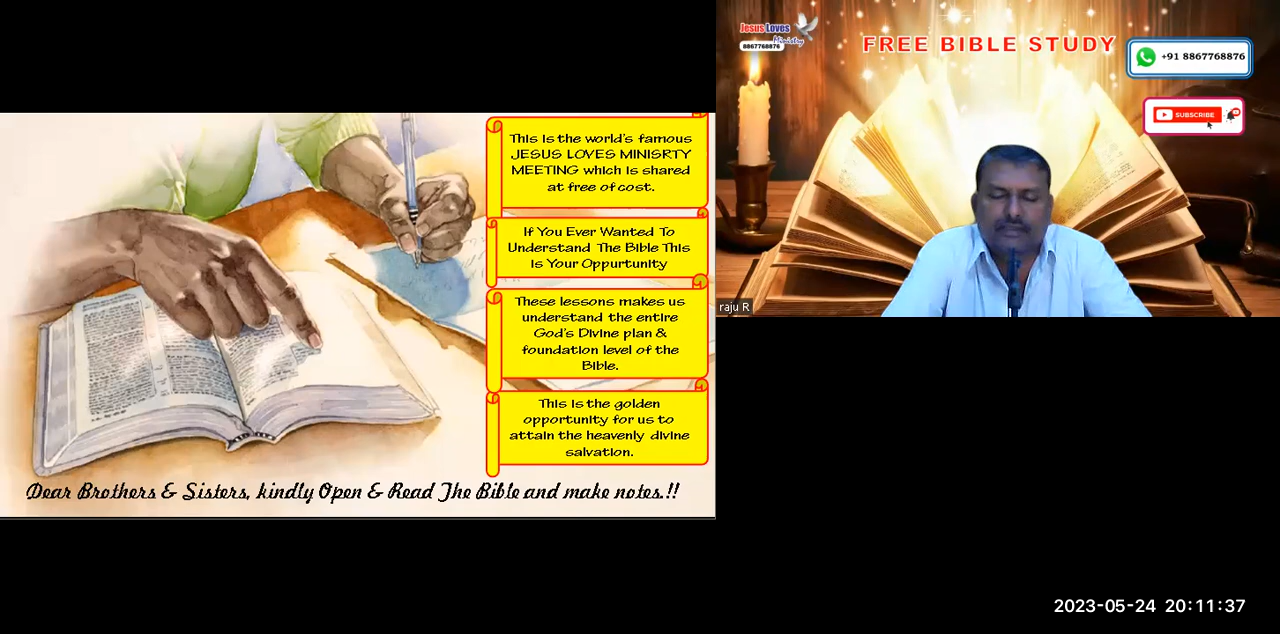 This is the world's famous
JESUS LOVES MINISRTY
MEETING which is shared
at free of cost.
If You Ever Wanted To
Understand The Bible This
is Your Oppurtunity
These lessons makes us
understand the entire
God's Divine plan &
foundation level of the
Bible.
This is the golden
opportunity for us to
attain the heavenly divine
salvation.
Dear Brothers & Sisters, kindly Open & Read The Bible and make notes.!!
Jesus Loves
Ministry
8867768876
FREE BIBLE STUDY
+91 8867768876
SUBSCRIBE
raju R
2023-05-24 20:11:37